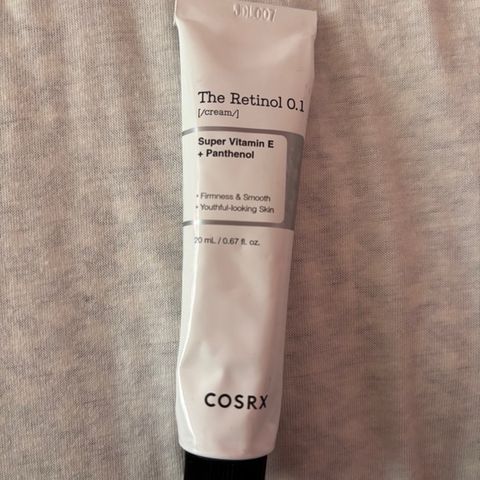 The Retinol 0.1
[/cream/]
Super Vitamin E
+ Panthenol
• Firmness & Smooth
• Youthful-looking Skin
20 mL / 0.67 fl. oz.
COSRX